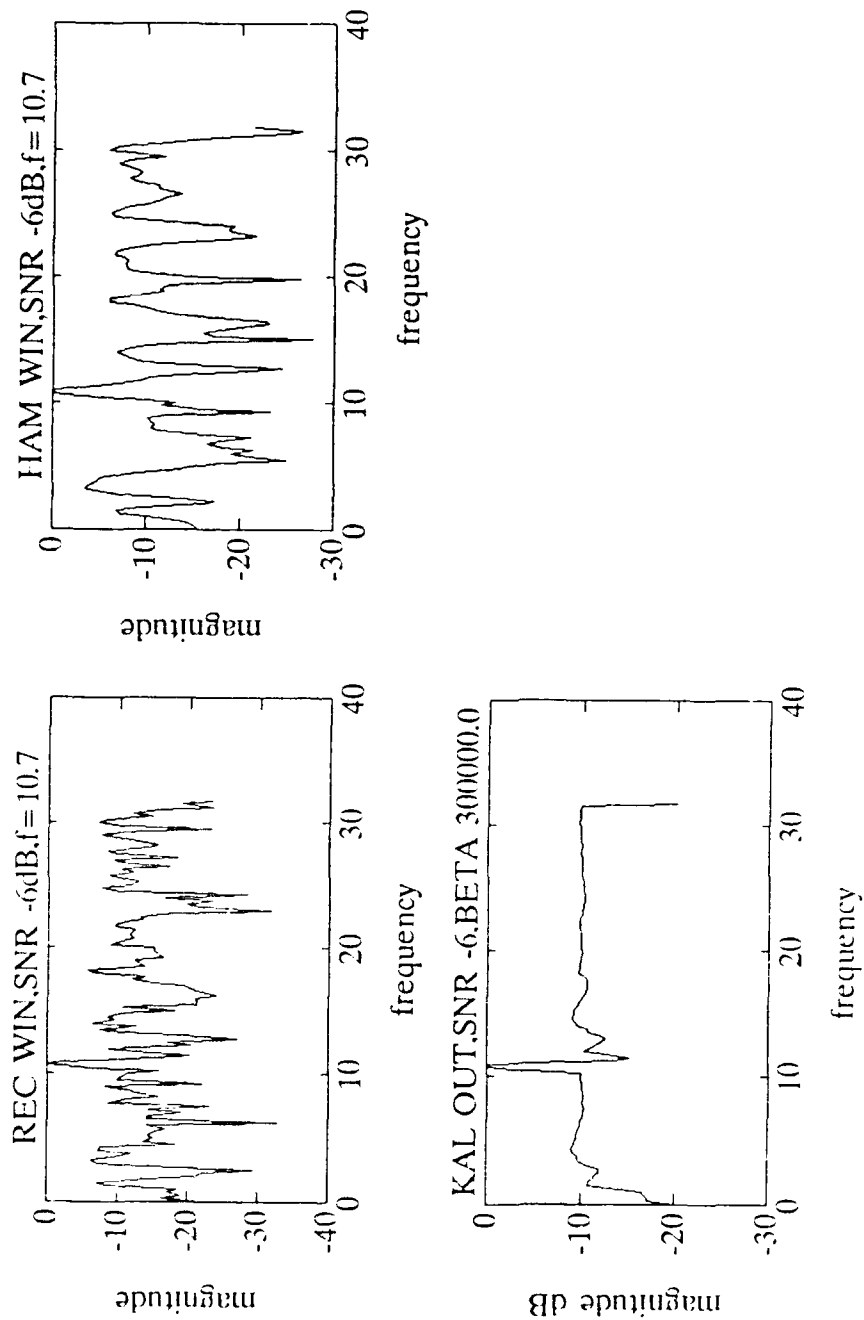 REC WIN,SNR -6dB,f=10.7
0
-10
-20
-30
-40
magnitude
0 10 20 30 40
frequency
HAM WIN,SNR -6dB,f=10.7
0
-10
-20
-30
magnitude
0 10 20 30 40
frequency
KAL OUT,SNR -6,BETA 300000.0
0
-10
-20
-30
magnitude dB
0 10 20 30 40
frequency